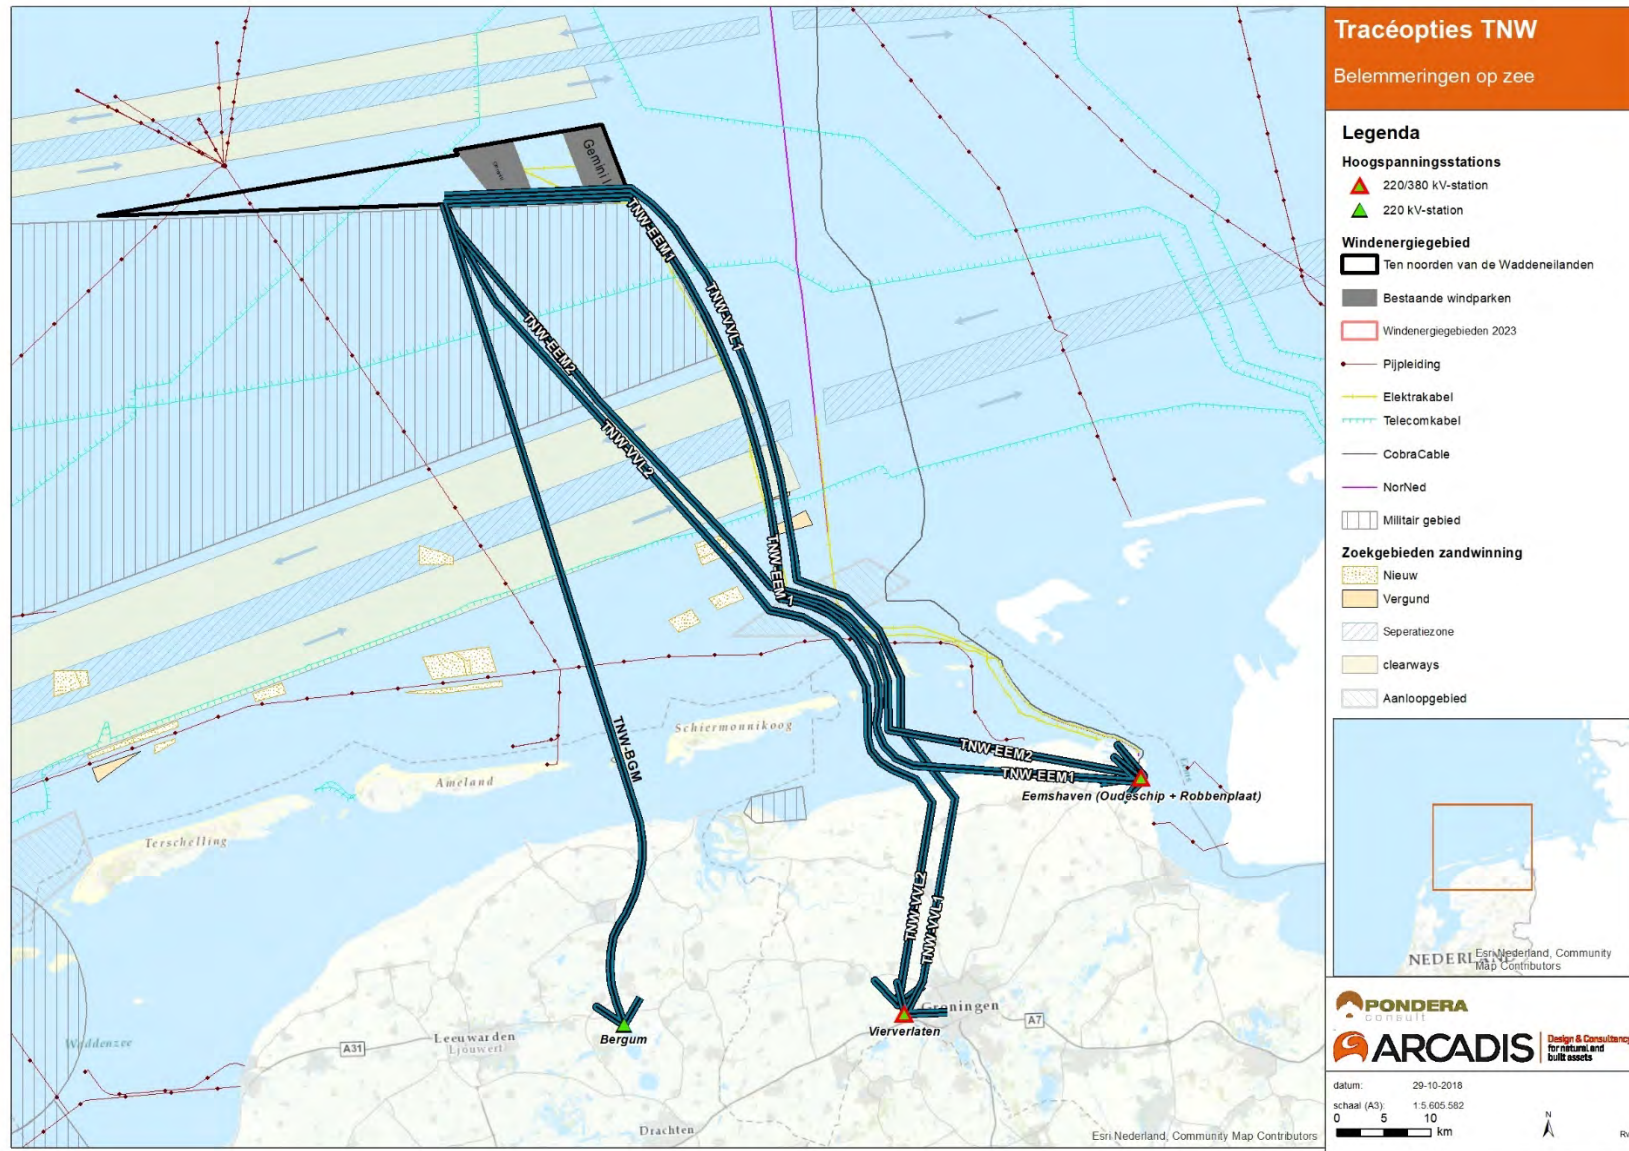 Tracéopties TNW
Belemmeringen op zee
Legenda
Hoogspanningsstations
220/380 kV-station
220 kV-station
Windenergiegebied
Ten noorden van de Waddeneilanden
Bestaande windparken
Windenergiegebieden 2023
Pijpleiding
Elektrakabel
Telecomkabel
CobraCable
NorNed
Militair gebied
Zoekgebieden zandwinning
Nieuw
Vergund
Seperatiezone
clearways
Aanloopgebied
NEDERLAND
Esri Nederland, Community
Map Contributors
PONDERA
consult
ARCADIS
Design & Consultancy
for natural and
built assets
datum: 29-10-2018
schaal (A3): 1:5.605.582
0 5 10
km
N
Gemini I
TNW-EEM1
TNW-VVL1
TNW-EEM2
TNW-VVL2
TNW-EEM1
TNW-BGM
Schiermonnikoog
Ameland
Terschelling
TNW-EEM2
TNW-EEM1
Eemshaven (Oudeschip + Robbenplaat)
TNW-VVL2
TNW-VVL1
Groningen
Vierverlaten
A7
Bergum
Leeuwarden
Ljouwert
A31
Waddenzee
Drachten
Esri Nederland, Community Map Contributors